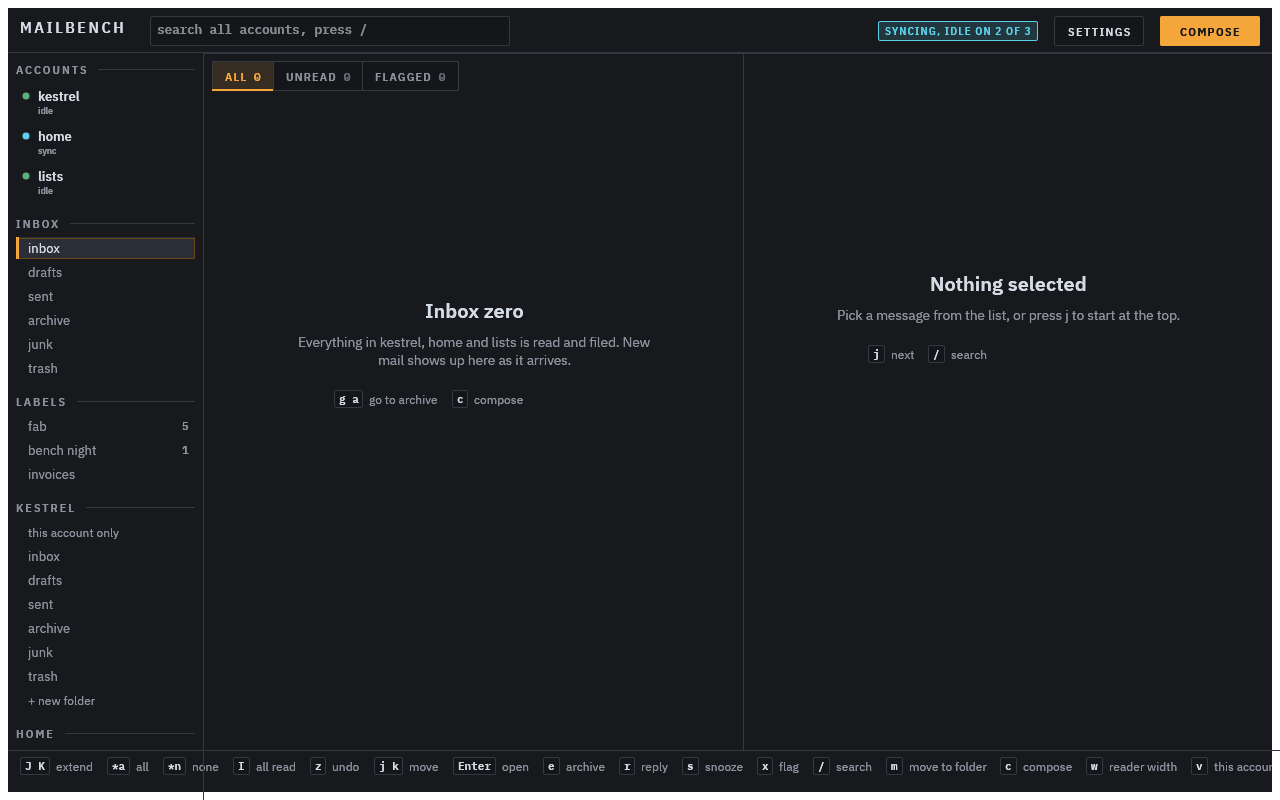 MAILBENCH
search all accounts, press /
SYNCING, IDLE ON 2 OF 3
SETTINGS
COMPOSE
ACCOUNTS
kestrel
idle
home
sync
lists
idle
INBOX
inbox
drafts
sent
archive
junk
trash
LABELS
fab 5
bench night 1
invoices
KESTREL
this account only
inbox
drafts
sent
archive
junk
trash
+ new folder
HOME
ALL 0 UNREAD 0 FLAGGED 0
Inbox zero
Everything in kestrel, home and lists is read and filed. New
mail shows up here as it arrives.
g a go to archive c compose
Nothing selected
Pick a message from the list, or press j to start at the top.
j next / search
J K extend *a all *n none I all read z undo j k move Enter open e archive r reply s snooze x flag / search m move to folder c compose w reader width v this accoun